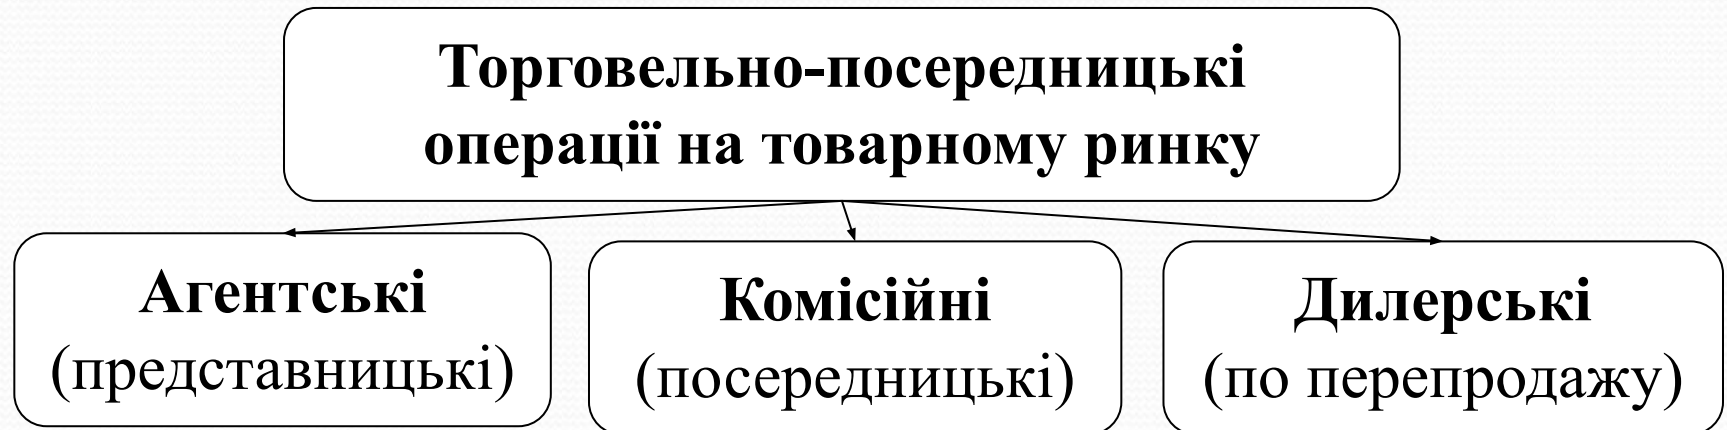 Торговельно-посередницькі
операції на товарному ринку
Агентські
(представницькі)
Комісійні
(посередницькі)
Дилерські
(по перепродажу)